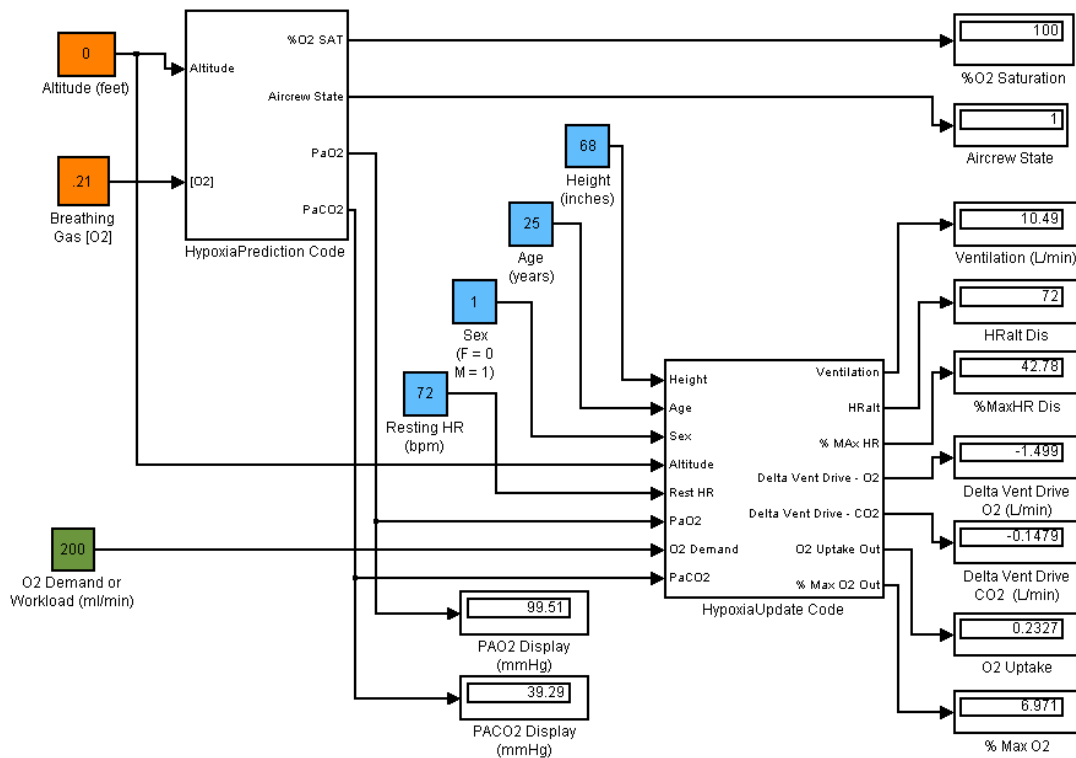 0
Altitude (feet)
.21
Breathing
Gas [O2]
Altitude
[O2]
%O2 SAT
Aircrew State
PaO2
PaCO2
HypoxiaPrediction Code
100
%O2 Saturation
1
Aircrew State
68
Height
(inches)
25
Age
(years)
1
Sex
(F = 0
M = 1)
72
Resting HR
(bpm)
200
O2 Demand or
Workload (ml/min)
Height
Age
Sex
Altitude
Rest HR
PaO2
O2 Demand
PaCO2
Ventilation
HRalt
% MAx HR
Delta Vent Drive - O2
Delta Vent Drive - CO2
O2 Uptake Out
% Max O2 Out
HypoxiaUpdate Code
10.49
Ventilation (L/min)
72
HRalt Dis
42.78
%MaxHR Dis
-1.499
Delta Vent Drive
O2 (L/min)
-0.1479
Delta Vent Drive
CO2 (L/min)
0.2327
O2 Uptake
6.971
% Max O2
99.51
PAO2 Display
(mmHg)
39.29
PACO2 Display
(mmHg)